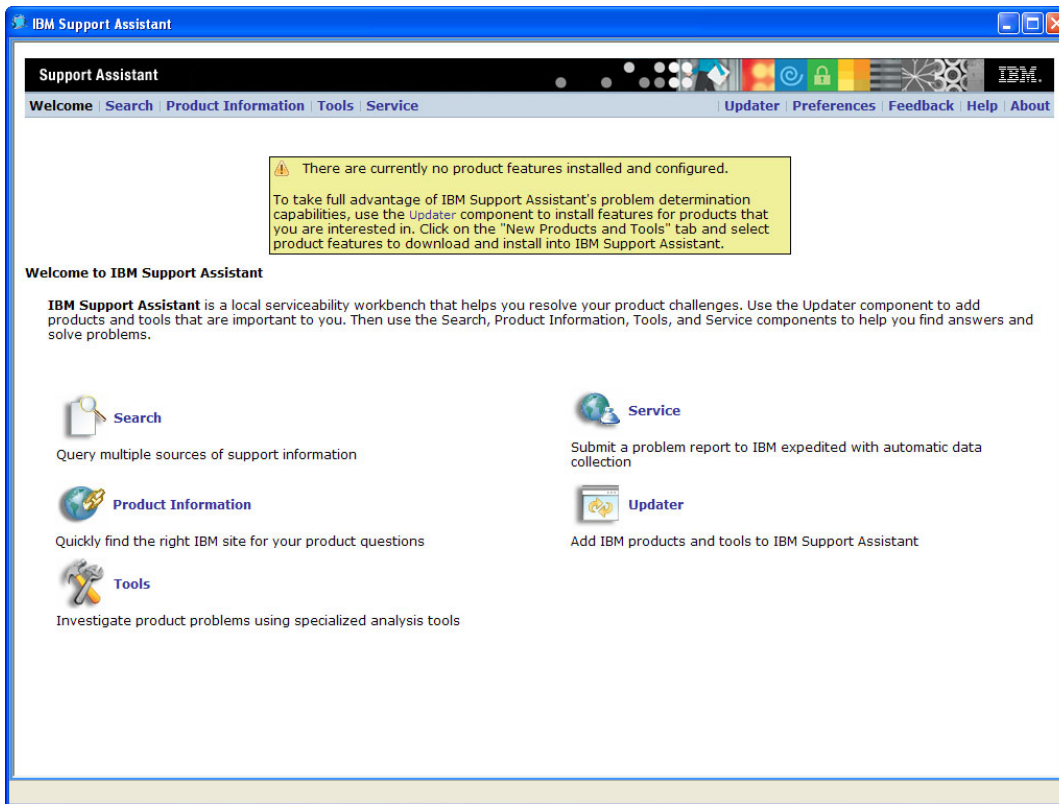 IBM Support Assistant
Support Assistant
IBM.
Welcome | Search | Product Information | Tools | Service
Updater | Preferences | Feedback | Help | About
There are currently no product features installed and configured.
To take full advantage of IBM Support Assistant's problem determination
capabilities, use the Updater component to install features for products that
you are interested in. Click on the "New Products and Tools" tab and select
product features to download and install into IBM Support Assistant.
Welcome to IBM Support Assistant
IBM Support Assistant is a local serviceability workbench that helps you resolve your product challenges. Use the Updater component to add
products and tools that are important to you. Then use the Search, Product Information, Tools, and Service components to help you find answers and
solve problems.
Search
Query multiple sources of support information
Service
Submit a problem report to IBM expedited with automatic data
collection
Product Information
Quickly find the right IBM site for your product questions
Updater
Add IBM products and tools to IBM Support Assistant
Tools
Investigate product problems using specialized analysis tools